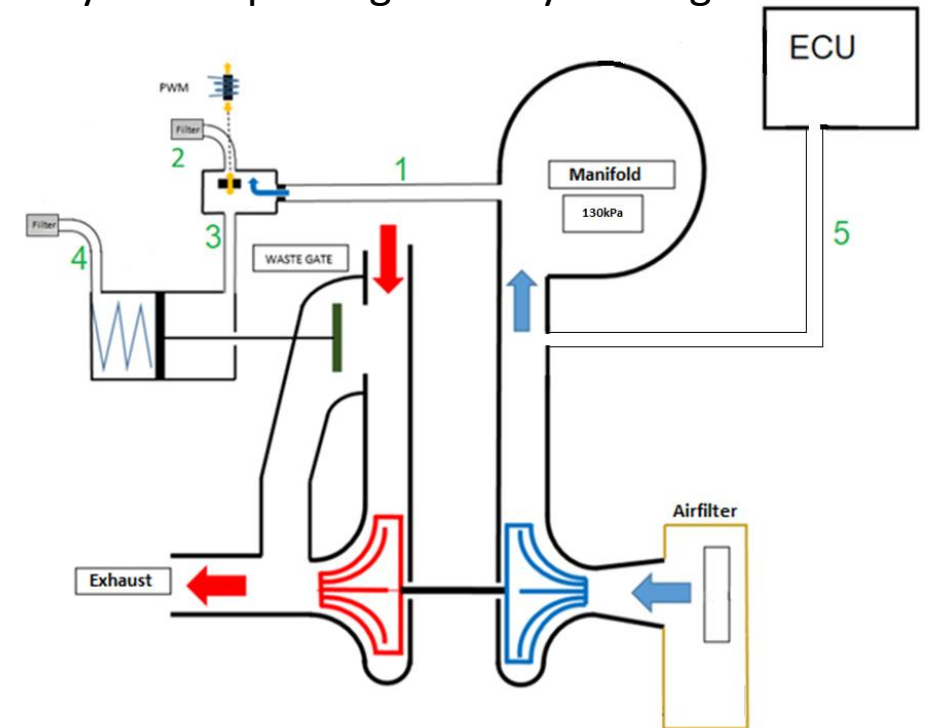 ECU
PWM
Filter
2
1
Manifold
130kPa
Filter
3
4
5
WASTE GATE
Airfilter
Exhaust